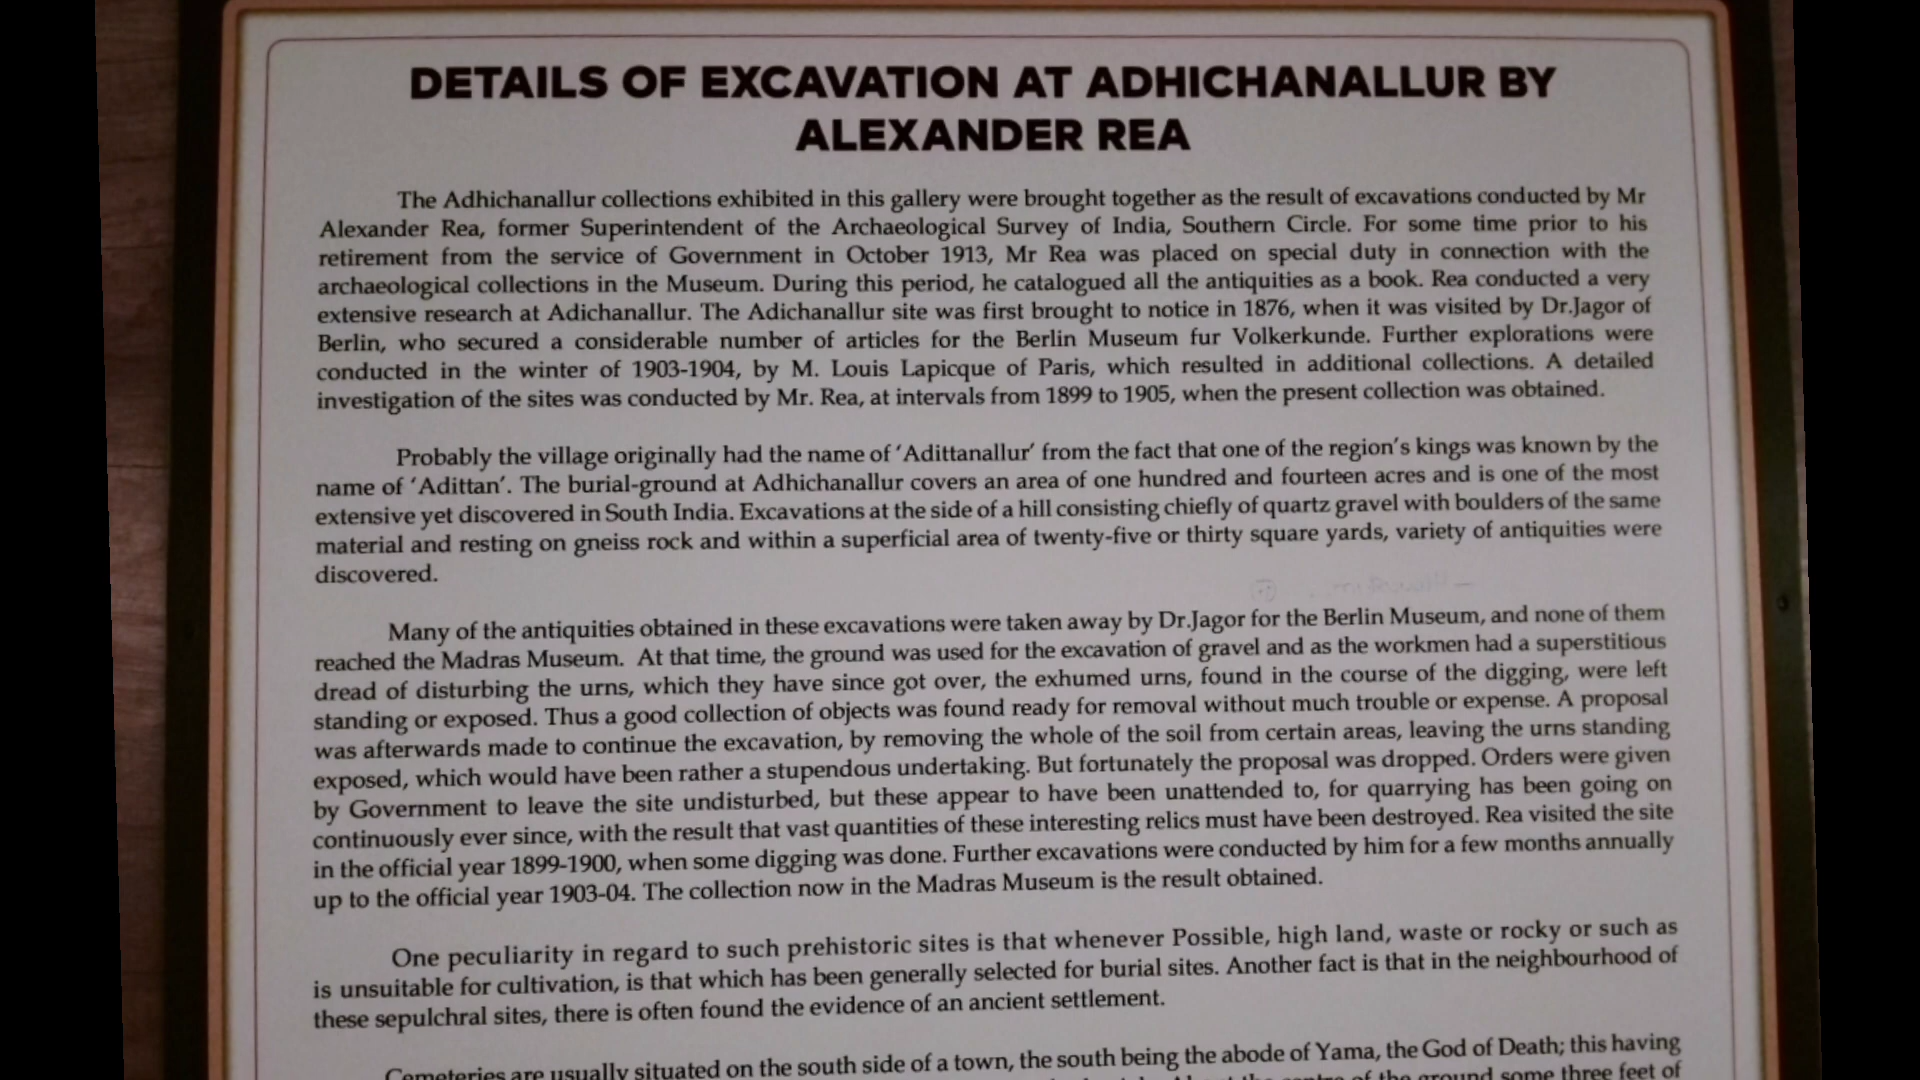 DETAILS OF EXCAVATION AT ADHICHANALLUR BY
ALEXANDER REA
The Adhichanallur collections exhibited in this gallery were brought together as the result of excavations conducted by Mr
Alexander Rea, former Superintendent of the Archaeological Survey of India, Southern Circle. For some time prior to his
retirement from the service of Government in October 1913, Mr Rea was placed on special duty in connection with the
archaeological collections in the Museum. During this period, he catalogued all the antiquities as a book. Rea conducted a very
extensive research at Adichanallur. The Adichanallur site was first brought to notice in 1876, when it was visited by Dr.Jagor of
Berlin, who secured a considerable number of articles for the Berlin Museum fur Volkerkunde. Further explorations were
conducted in the winter of 1903-1904, by M. Louis Lapicque of Paris, which resulted in additional collections. A detailed
investigation of the sites was conducted by Mr. Rea, at intervals from 1899 to 1905, when the present collection was obtained.
Probably the village originally had the name of ‘Adittanallur’ from the fact that one of the region’s kings was known by the
name of ‘Adittan’. The burial-ground at Adhichanallur covers an area of one hundred and fourteen acres and is one of the most
extensive yet discovered in South India. Excavations at the side of a hill consisting chiefly of quartz gravel with boulders of the same
material and resting on gneiss rock and within a superficial area of twenty-five or thirty square yards, variety of antiquities were
discovered.
Many of the antiquities obtained in these excavations were taken away by Dr.Jagor for the Berlin Museum, and none of them
reached the Madras Museum. At that time, the ground was used for the excavation of gravel and as the workmen had a superstitious
dread of disturbing the urns, which they have since got over, the exhumed urns, found in the course of the digging, were left
standing or exposed. Thus a good collection of objects was found ready for removal without much trouble or expense. A proposal
was afterwards made to continue the excavation, by removing the whole of the soil from certain areas, leaving the urns standing
exposed, which would have been rather a stupendous undertaking. But fortunately the proposal was dropped. Orders were given
by Government to leave the site undisturbed, but these appear to have been unattended to, for quarrying has been going on
continuously ever since, with the result that vast quantities of these interesting relics must have been destroyed. Rea visited the site
in the official year 1899-1900, when some digging was done. Further excavations were conducted by him for a few months annually
up to the official year 1903-04. The collection now in the Madras Museum is the result obtained.
One peculiarity in regard to such prehistoric sites is that whenever Possible, high land, waste or rocky or such as
is unsuitable for cultivation, is that which has been generally selected for burial sites. Another fact is that in the neighbourhood of
these sepulchral sites, there is often found the evidence of an ancient settlement.
Cemeteries are usually situated on the south side of a town, the south being the abode of Yama, the God of Death; this having
of the ground some three feet of